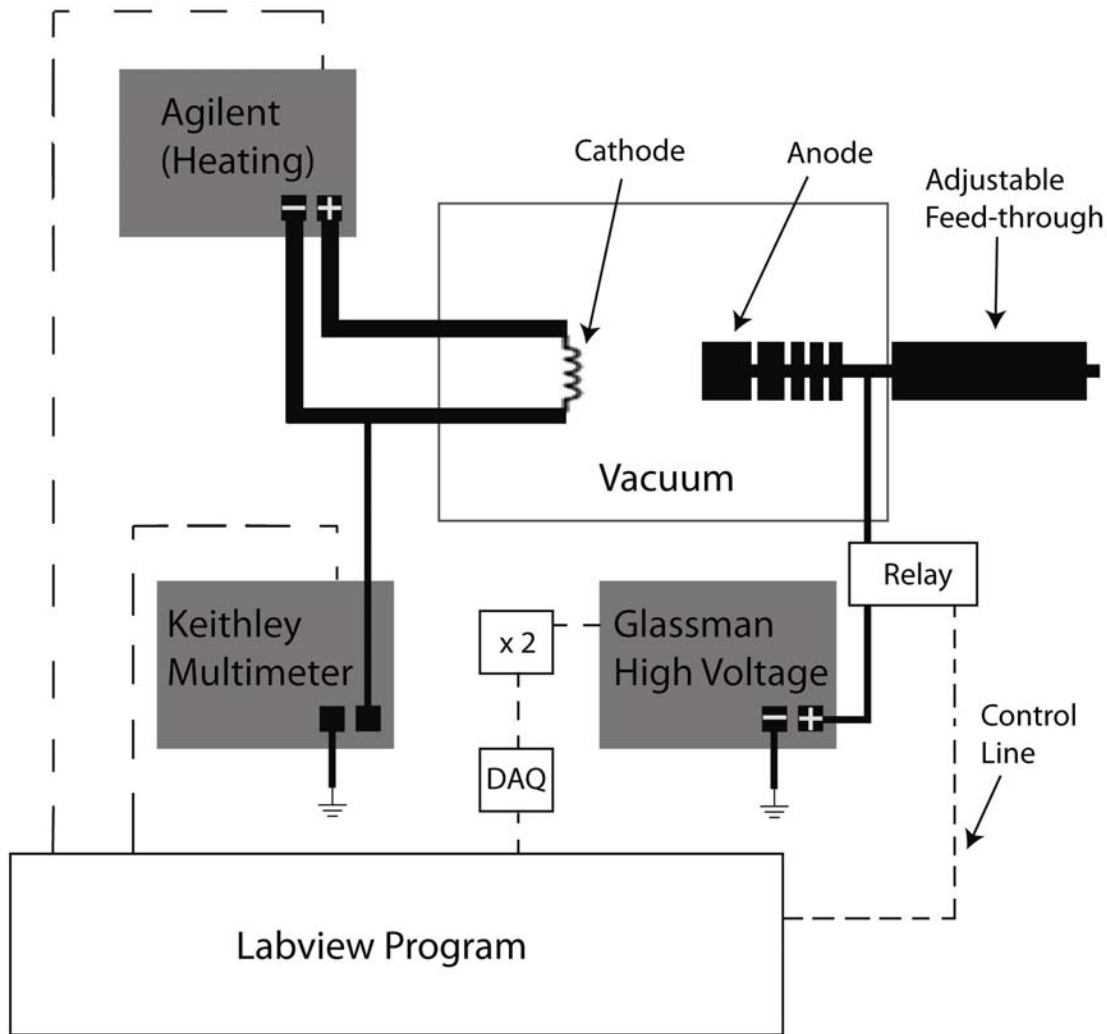 Agilent
(Heating)
− +
Cathode
Anode
Adjustable
Feed-through
Vacuum
Relay
Keithley
Multimeter
x 2
Glassman
High Voltage
− +
DAQ
Control
Line
Labview Program